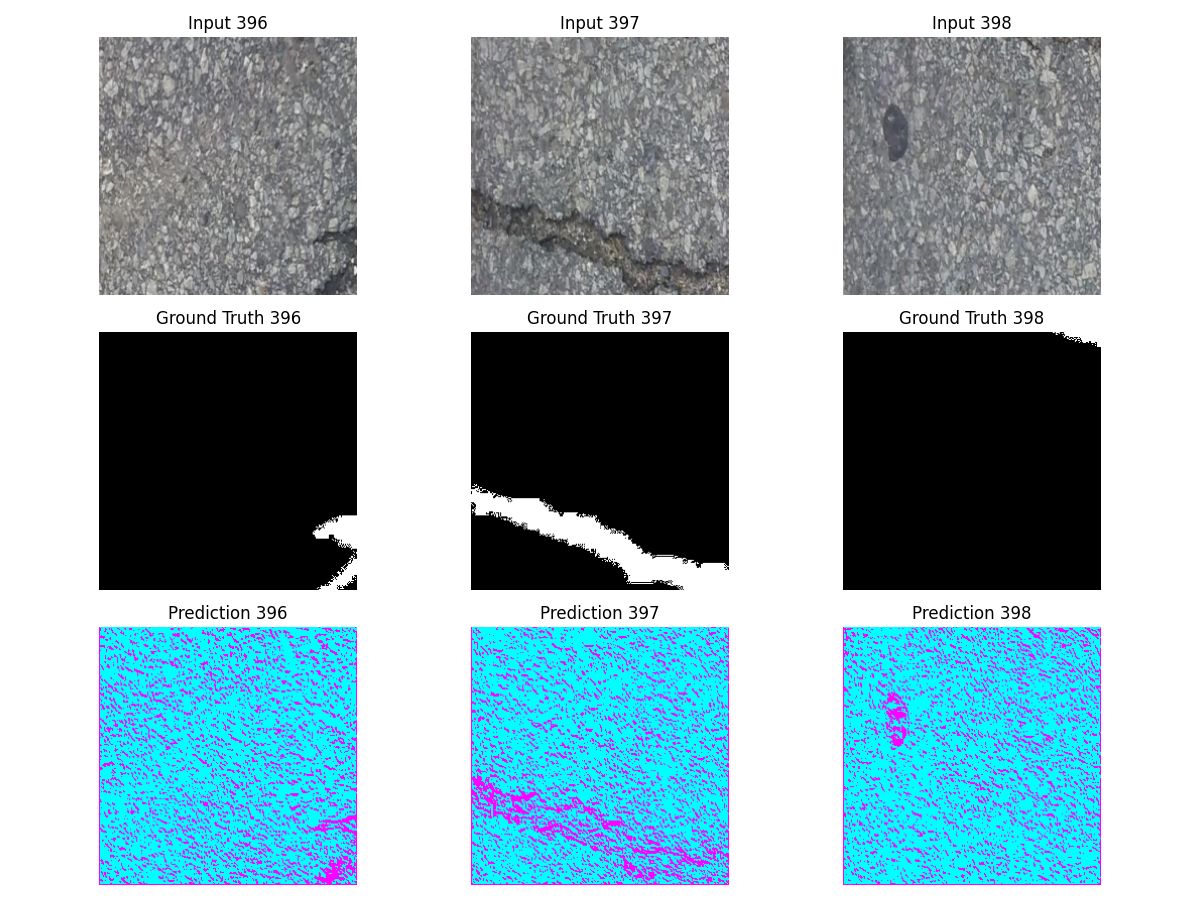 Input 396
Input 397
Input 398
Ground Truth 396
Ground Truth 397
Ground Truth 398
Prediction 396
Prediction 397
Prediction 398